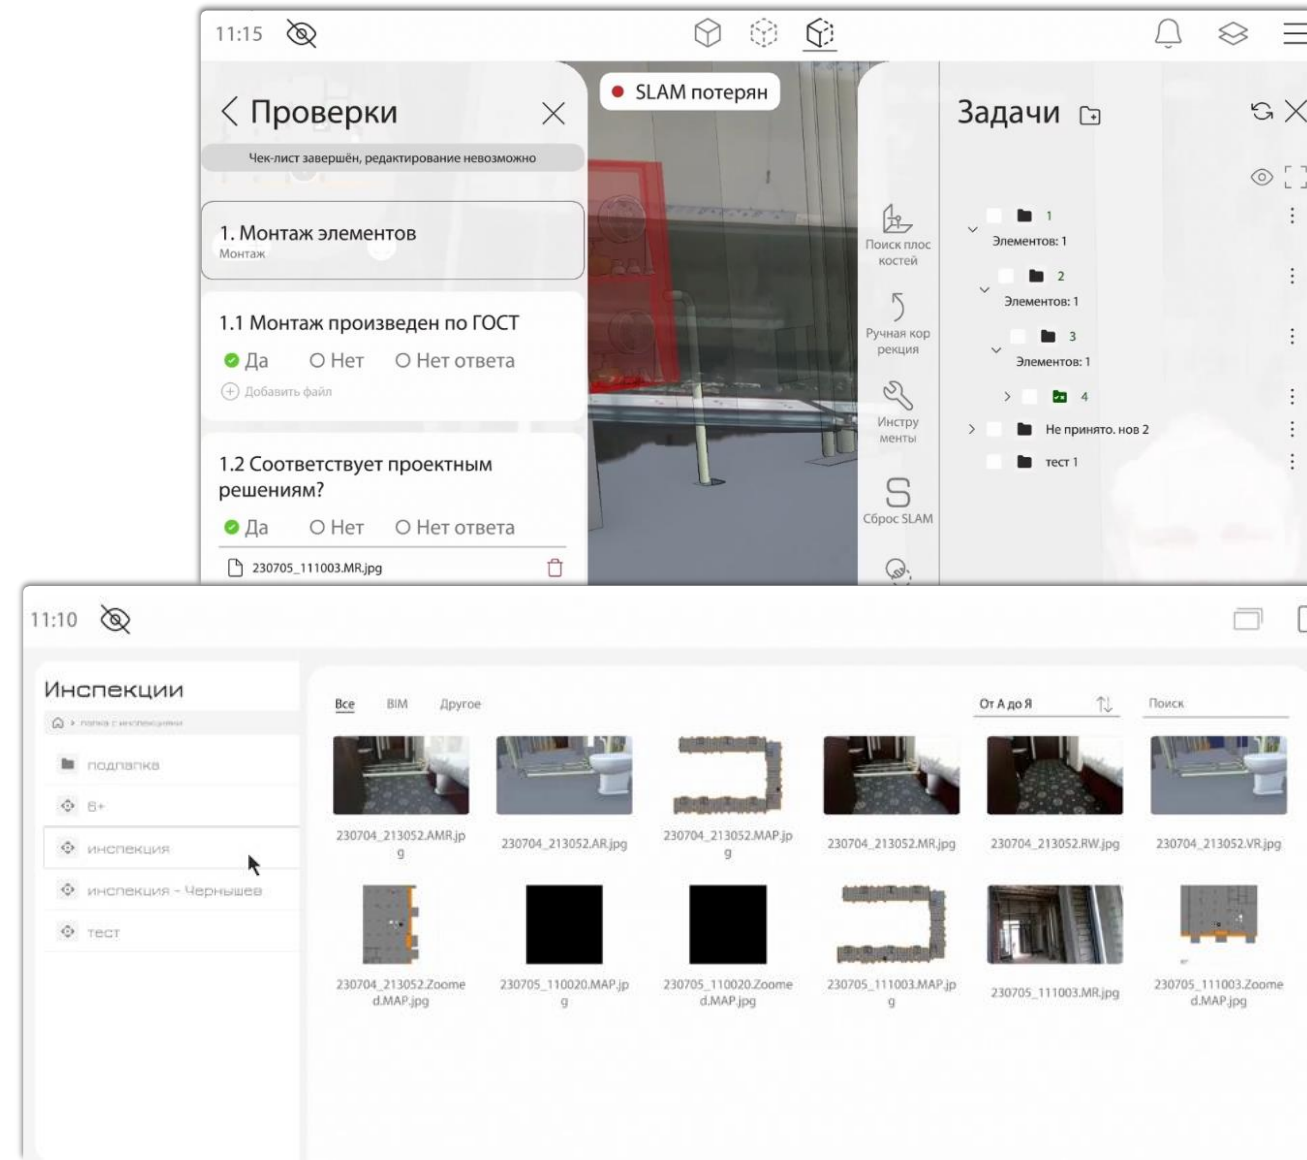 11:15
SLAM потерян
Проверки
Чек-лист завершён, редактирование невозможно
1. Монтаж элементов
Монтаж
1.1 Монтаж произведен по ГОСТ
Да Нет Нет ответа
Добавить файл
1.2 Соответствует проектным
решениям?
Да Нет Нет ответа
230705_111003.MR.jpg
Поиск плос
костей
Ручная кор
рекция
Инстру
менты
Сброс SLAM
Задачи
1
Элементов: 1
2
Элементов: 1
3
Элементов: 1
4
Не принято. нов 2
тест 1
11:10
Инспекции
папка с инспекциями
подпапка
6+
инспекция
инспекция - Чернышев
тест
Все BIM Другое От А до Я Поиск
230704_213052.AMR.jp
g
230704_213052.AR.jpg
230704_213052.MAP.jp
g
230704_213052.MR.jpg
230704_213052.RW.jpg
230704_213052.VR.jpg
230704_213052.Zoome
d.MAP.jpg
230705_110020.MAP.jp
g
230705_110020.Zoome
d.MAP.jpg
230705_111003.MAP.jp
g
230705_111003.MR.jpg
230705_111003.Zoome
d.MAP.jpg